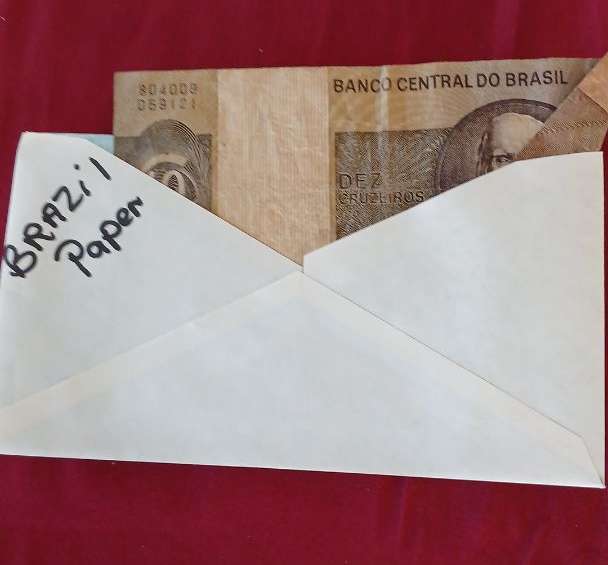 804009
059121
BANCO CENTRAL DO BRASIL
DEZ
CRUZEIROS
BRAZil
Paper